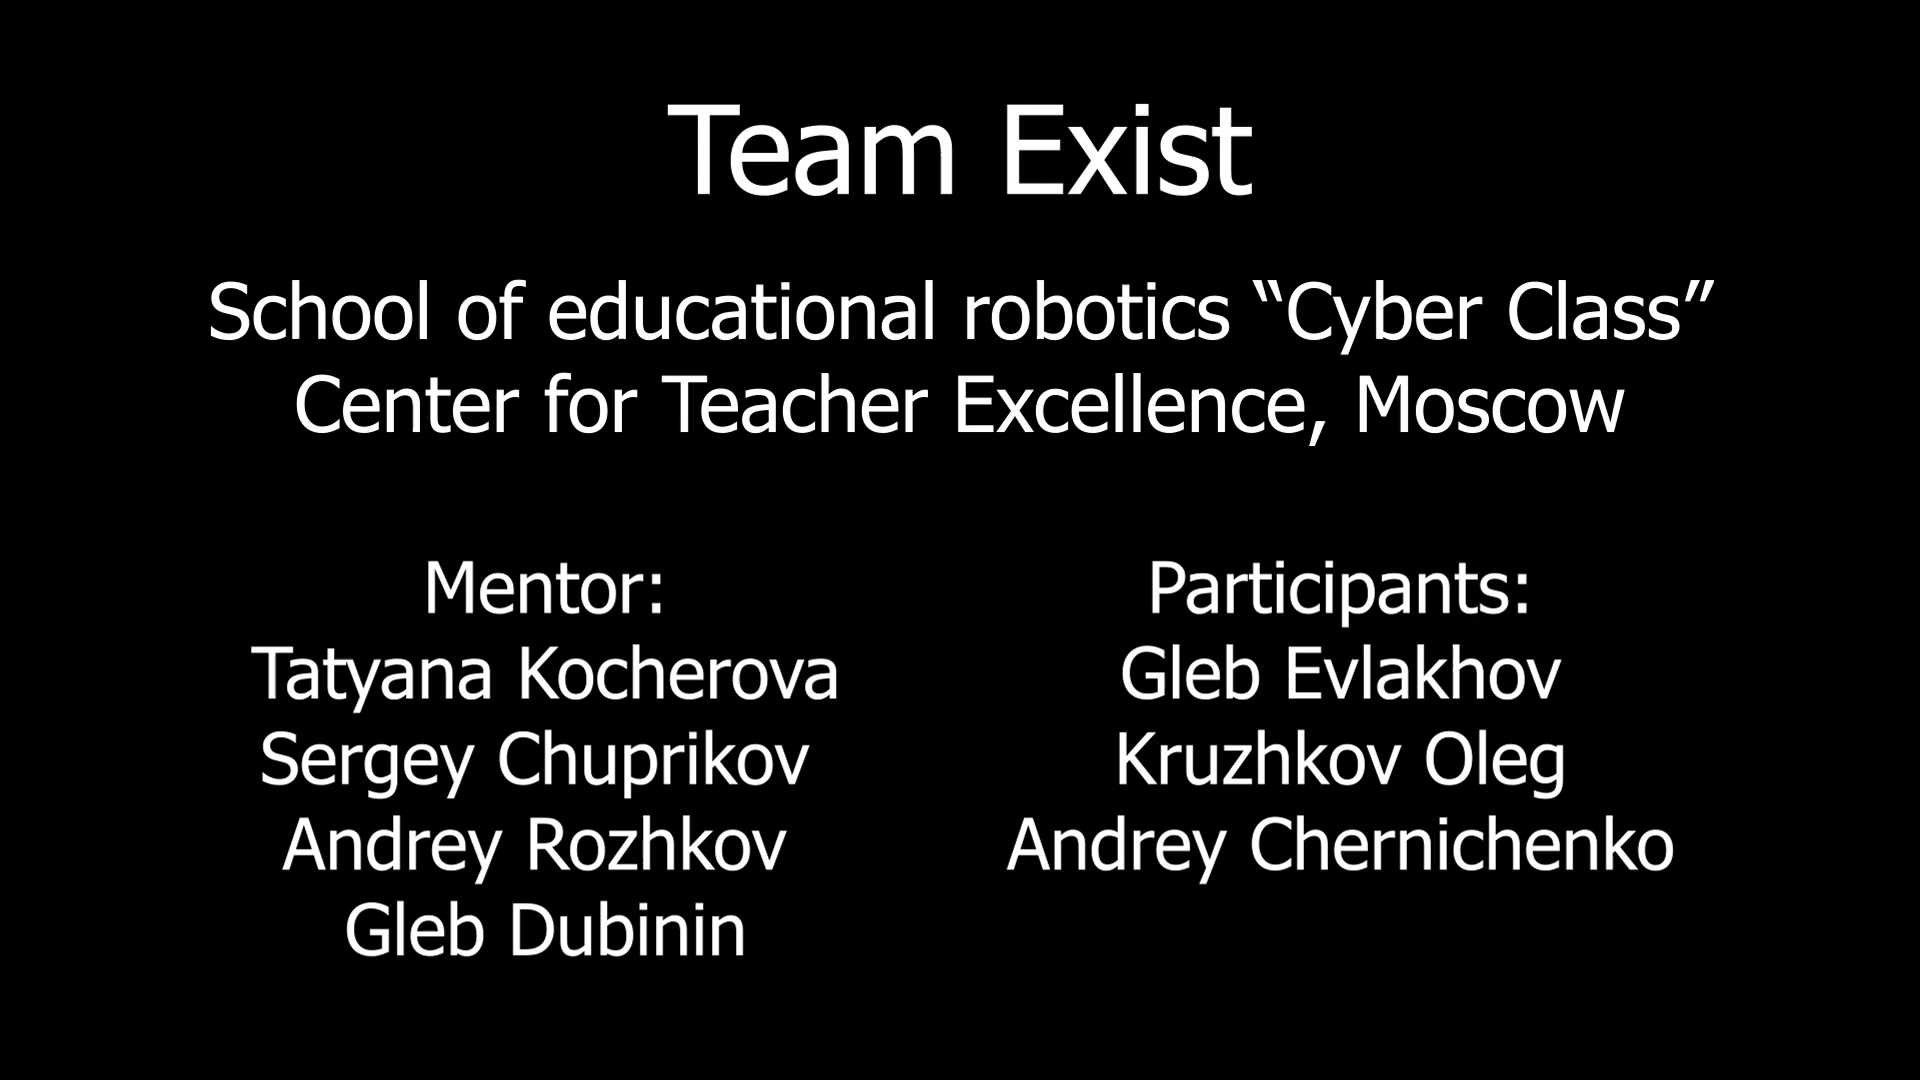 Team Exist
School of educational robotics “Cyber Class”
Center for Teacher Excellence, Moscow
Mentor:
Tatyana Kocherova
Sergey Chuprikov
Andrey Rozhkov
Gleb Dubinin
Participants:
Gleb Evlakhov
Kruzhkov Oleg
Andrey Chernichenko